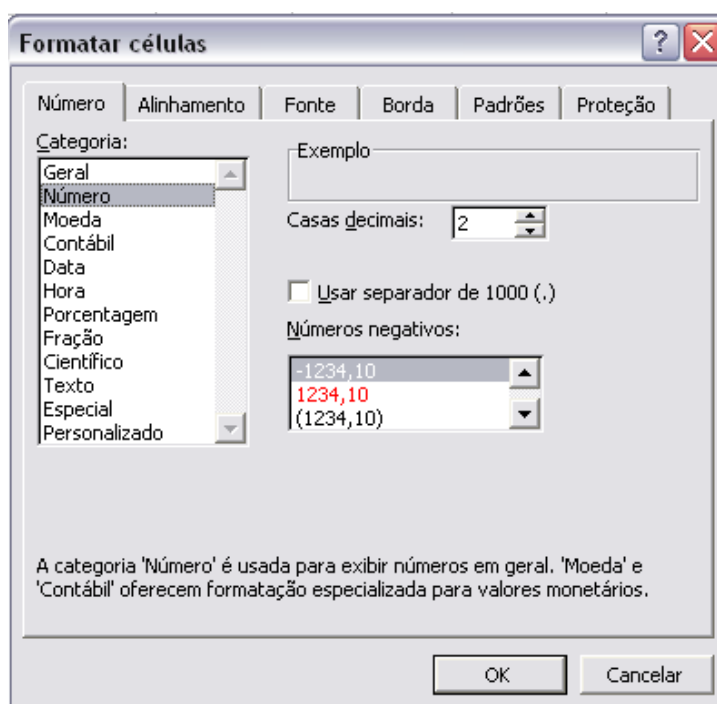 Formatar células
Número Alinhamento Fonte Borda Padrões Proteção
Categoria:
Geral
Número
Moeda
Contábil
Data
Hora
Porcentagem
Fração
Científico
Texto
Especial
Personalizado
Exemplo
Casas decimais: 2
Usar separador de 1000 (.)
Números negativos:
-1234,10
1234,10
(1234,10)
A categoria 'Número' é usada para exibir números em geral. 'Moeda' e
'Contábil' oferecem formatação especializada para valores monetários.
OK Cancelar